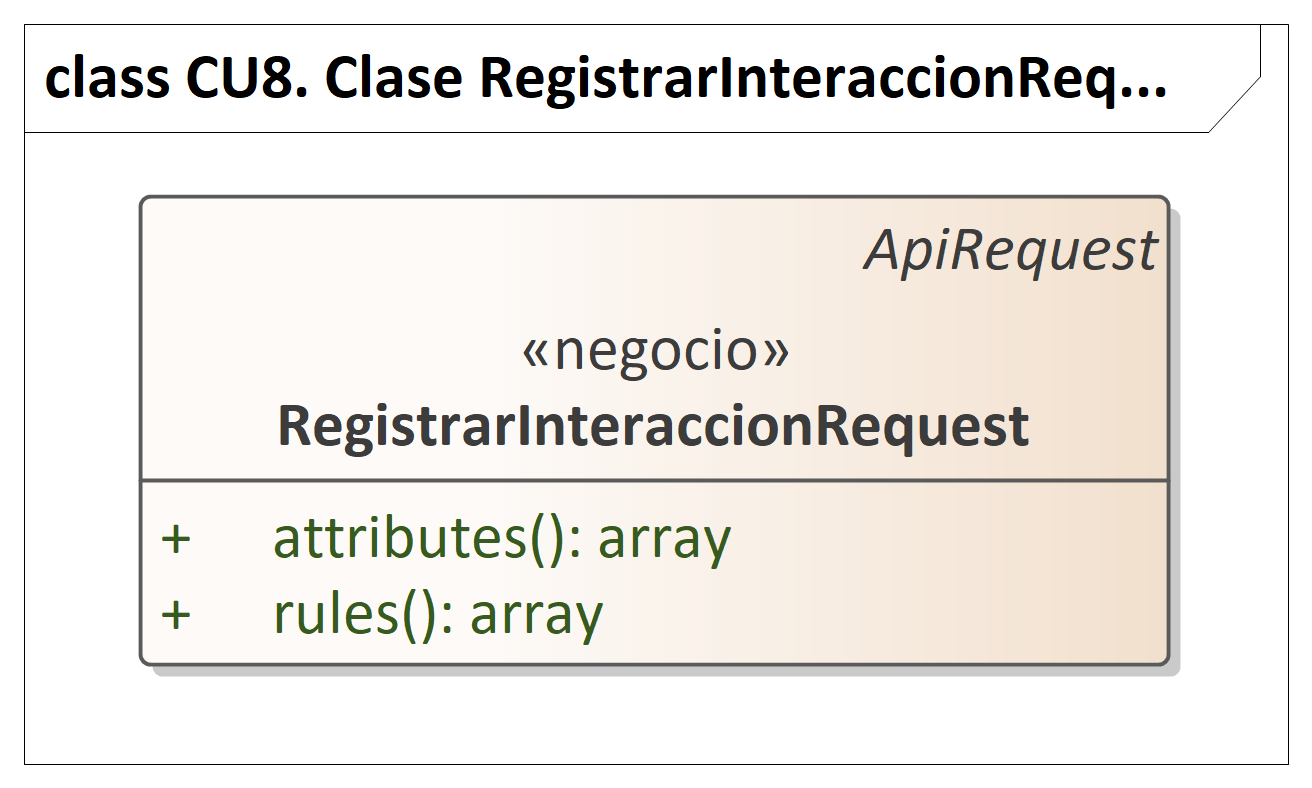 class CU8. Clase RegistrarInteraccionReq...
ApiRequest
«negocio»
RegistrarInteraccionRequest
+ attributes(): array
+ rules(): array